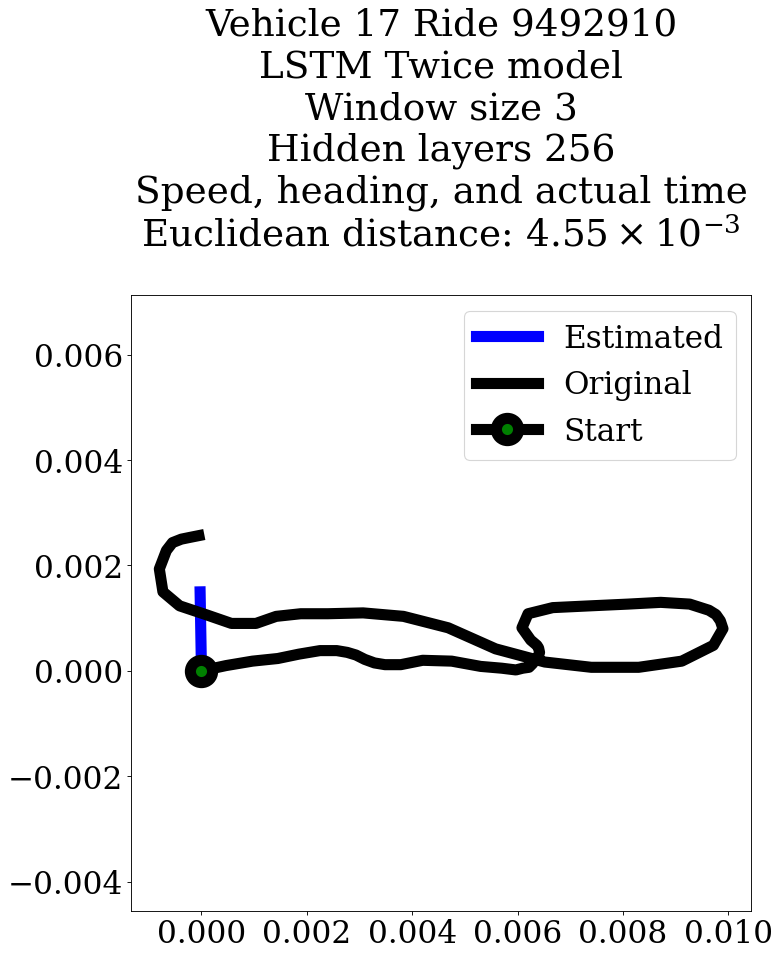 Vehicle 17 Ride 9492910
LSTM Twice model
Window size 3
Hidden layers 256
Speed, heading, and actual time
Euclidean distance: 4.55 × 10⁻³
Estimated
Original
Start
0.006
0.004
0.002
0.000
−0.002
−0.004
0.000 0.002 0.004 0.006 0.008 0.010